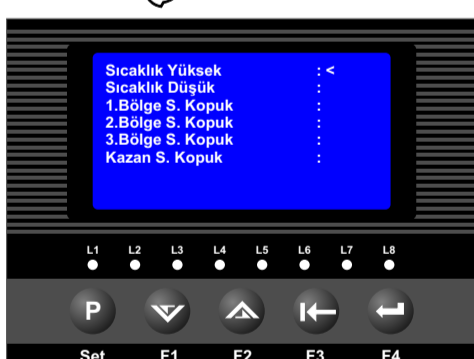 Sıcaklık Yüksek : <
Sıcaklık Düşük :
1.Bölge S. Kopuk :
2.Bölge S. Kopuk :
3.Bölge S. Kopuk :
Kazan S. Kopuk :
L1 L2 L3 L4 L5 L6 L7 L8
P
Set F1 F2 F3 F4